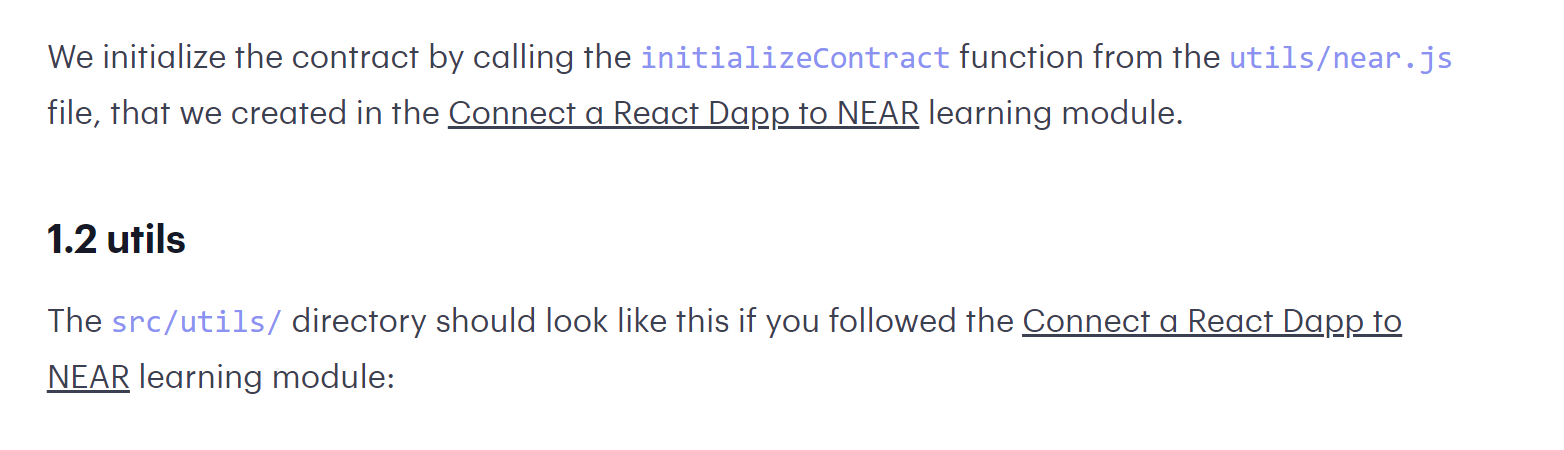 We initialize the contract by calling the initializeContract function from the utils/near.js
file, that we created in the Connect a React Dapp to NEAR learning module.
1.2 utils
The src/utils/ directory should look like this if you followed the Connect a React Dapp to
NEAR learning module: